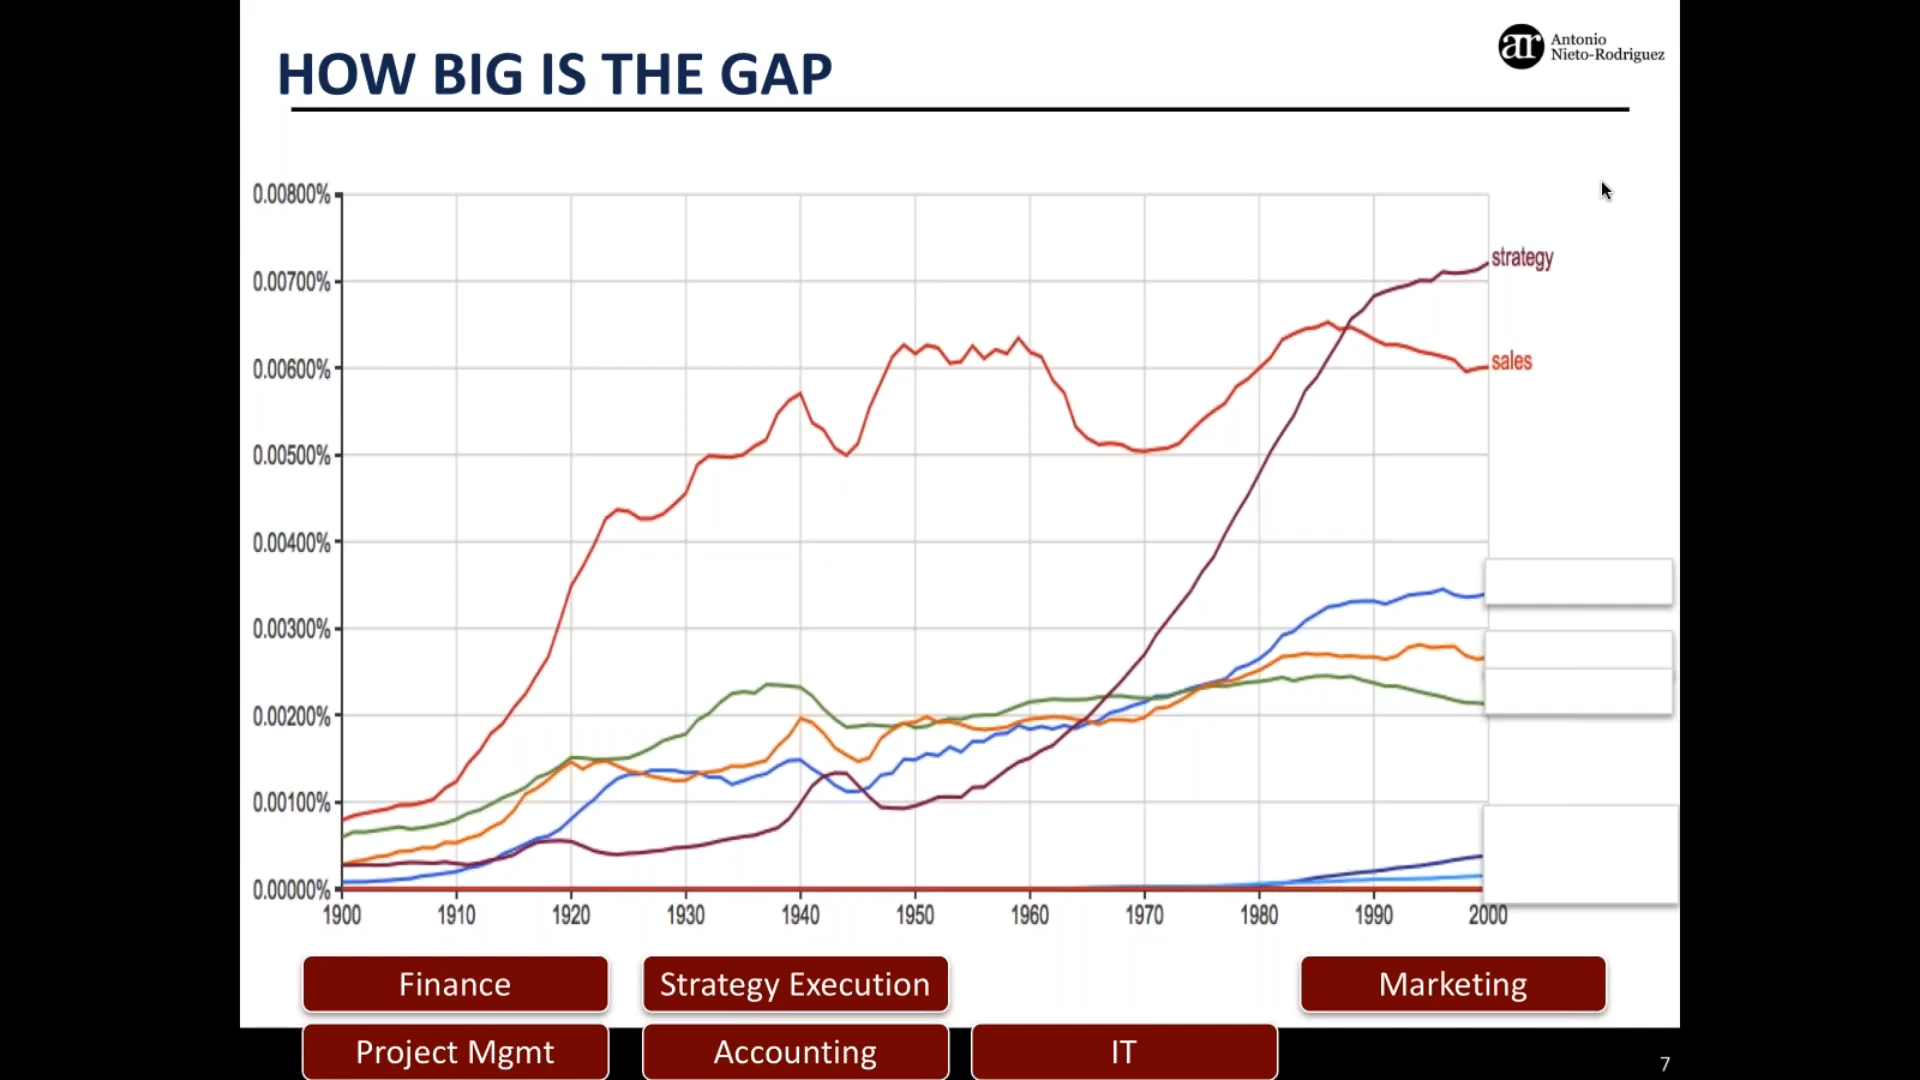 HOW BIG IS THE GAP
ar
Antonio
Nieto-Rodriguez
0.00800%
0.00700%
0.00600%
0.00500%
0.00400%
0.00300%
0.00200%
0.00100%
0.00000%
strategy
sales
1900 1910 1920 1930 1940 1950 1960 1970 1980 1990 2000
Finance Strategy Execution Marketing
Project Mgmt Accounting IT
7